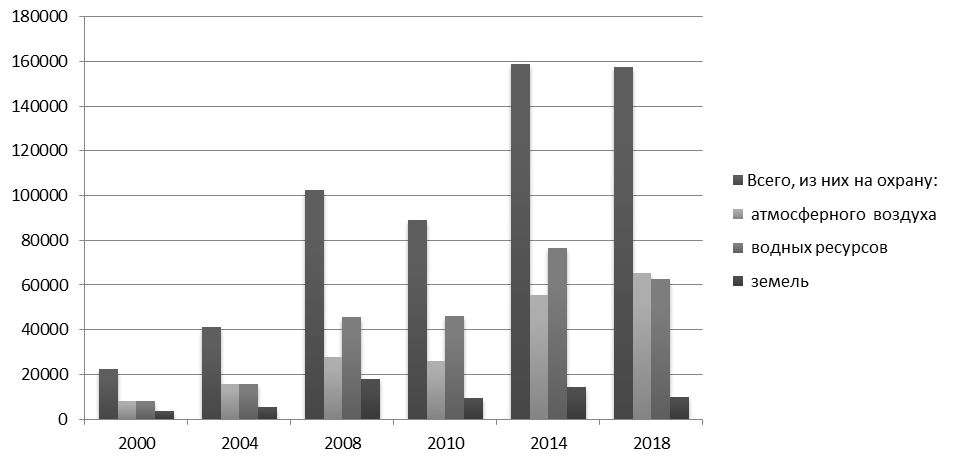 180000
160000
140000
120000
100000
80000
60000
40000
20000
0
2000 2004 2008 2010 2014 2018
Всего, из них на охрану:
атмосферного воздуха
водных ресурсов
земель